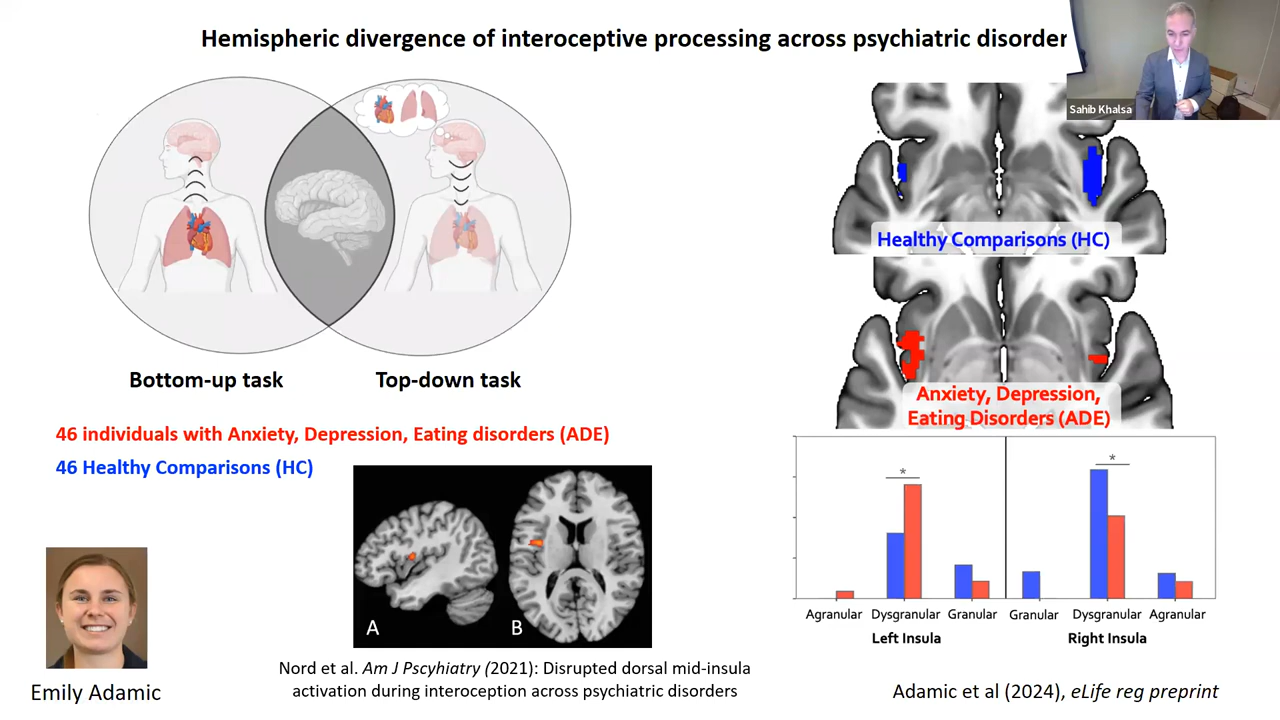 Hemispheric divergence of interoceptive processing across psychiatric disorder
Sahib Khalsa
Healthy Comparisons (HC)
Anxiety, Depression,
Eating Disorders (ADE)
Bottom-up task
Top-down task
46 individuals with Anxiety, Depression, Eating disorders (ADE)
46 Healthy Comparisons (HC)
A
B
*
*
Agranular
Dysgranular
Granular
Granular
Dysgranular
Agranular
Left Insula
Right Insula
Nord et al. Am J Pscyhiatry (2021): Disrupted dorsal mid-insula
activation during interoception across psychiatric disorders
Emily Adamic
Adamic et al (2024), eLife reg preprint